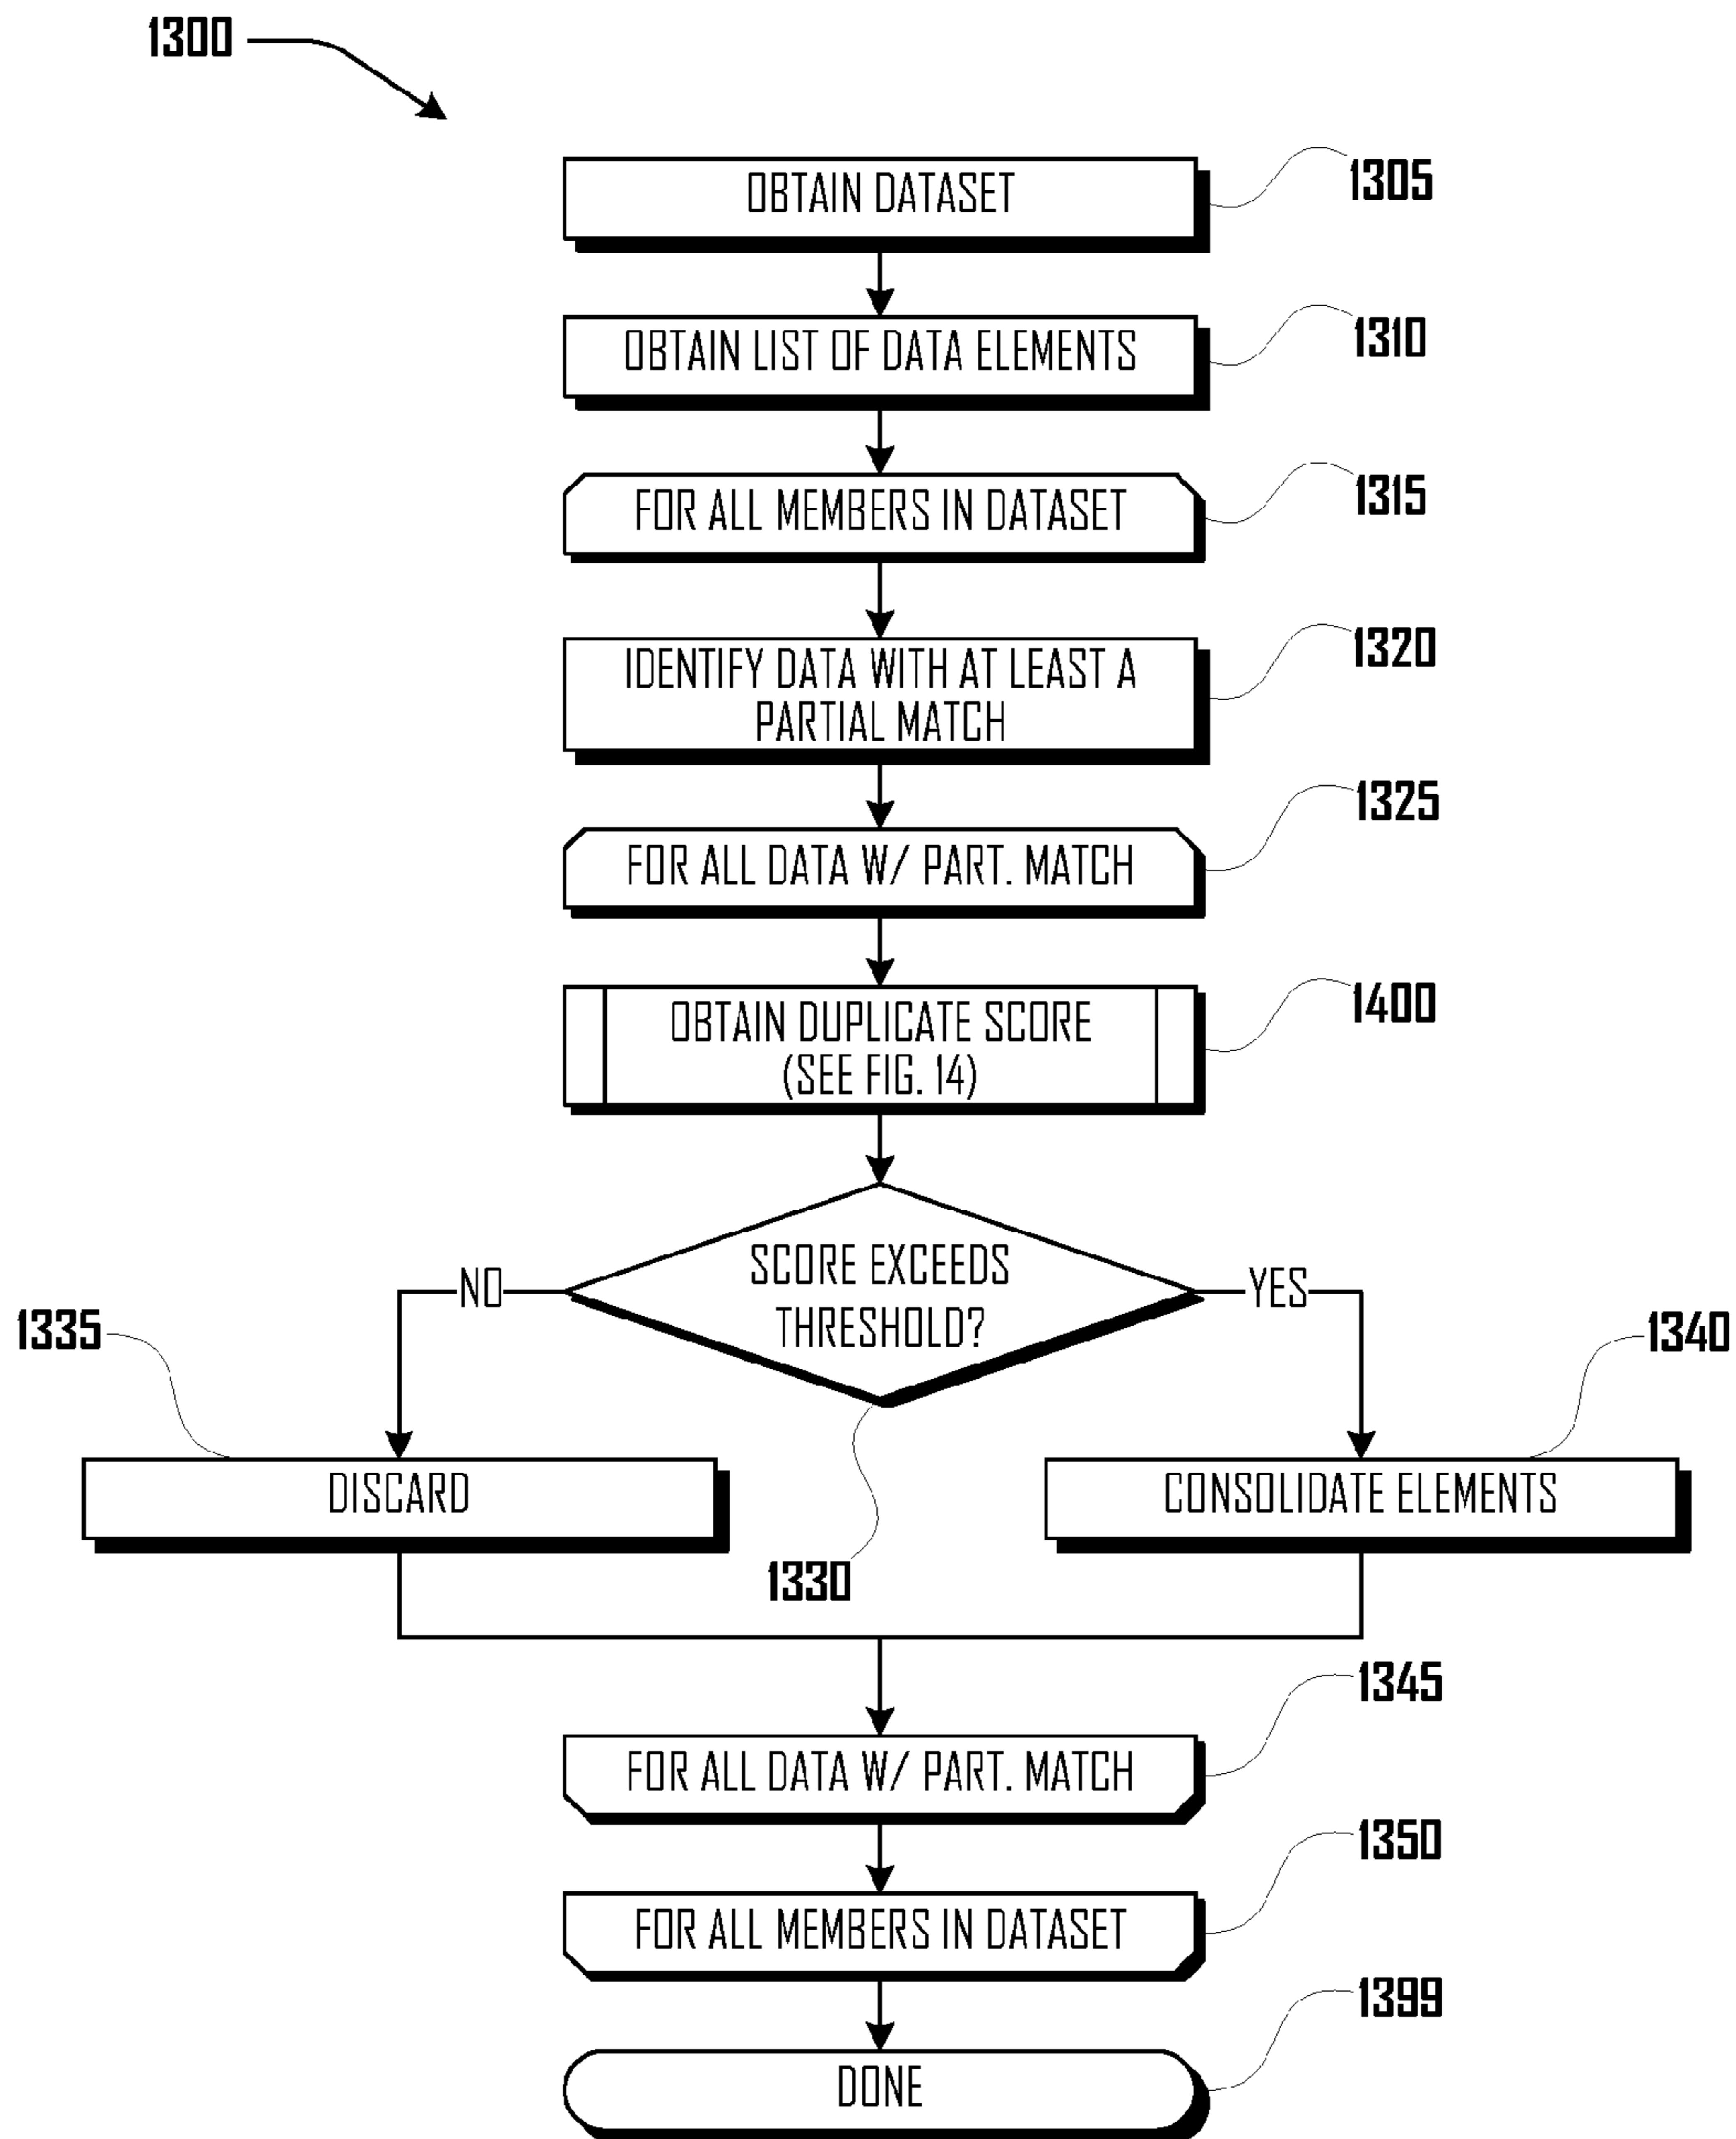 1300
OBTAIN DATASET
1305
OBTAIN LIST OF DATA ELEMENTS
1310
FOR ALL MEMBERS IN DATASET
1315
IDENTIFY DATA WITH AT LEAST A
PARTIAL MATCH
1320
FOR ALL DATA W/ PART. MATCH
1325
OBTAIN DUPLICATE SCORE
(SEE FIG. 14)
1400
SCORE EXCEEDS
THRESHOLD?
NO
YES
1335
1340
DISCARD
CONSOLIDATE ELEMENTS
1330
FOR ALL DATA W/ PART. MATCH
1345
FOR ALL MEMBERS IN DATASET
1350
DONE
1399